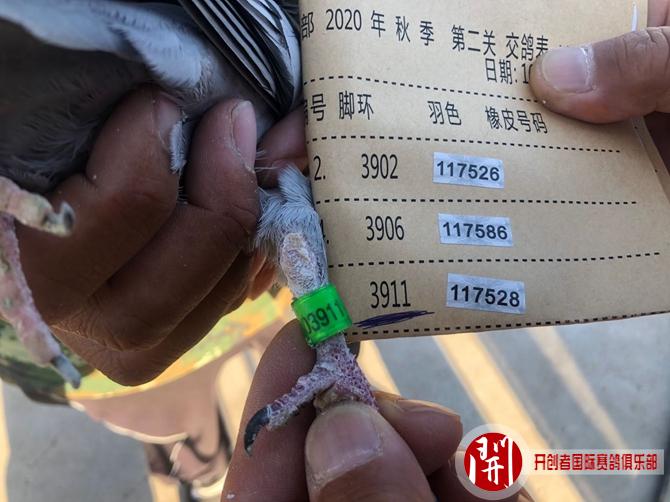 部 2020 年 秋 季 第二关 交鸽表
日期:10
号 脚环 羽色 橡皮号码
2. 3902 117526
3906 117586
3911 117528
03911
開
开创者国际赛鸽俱乐部